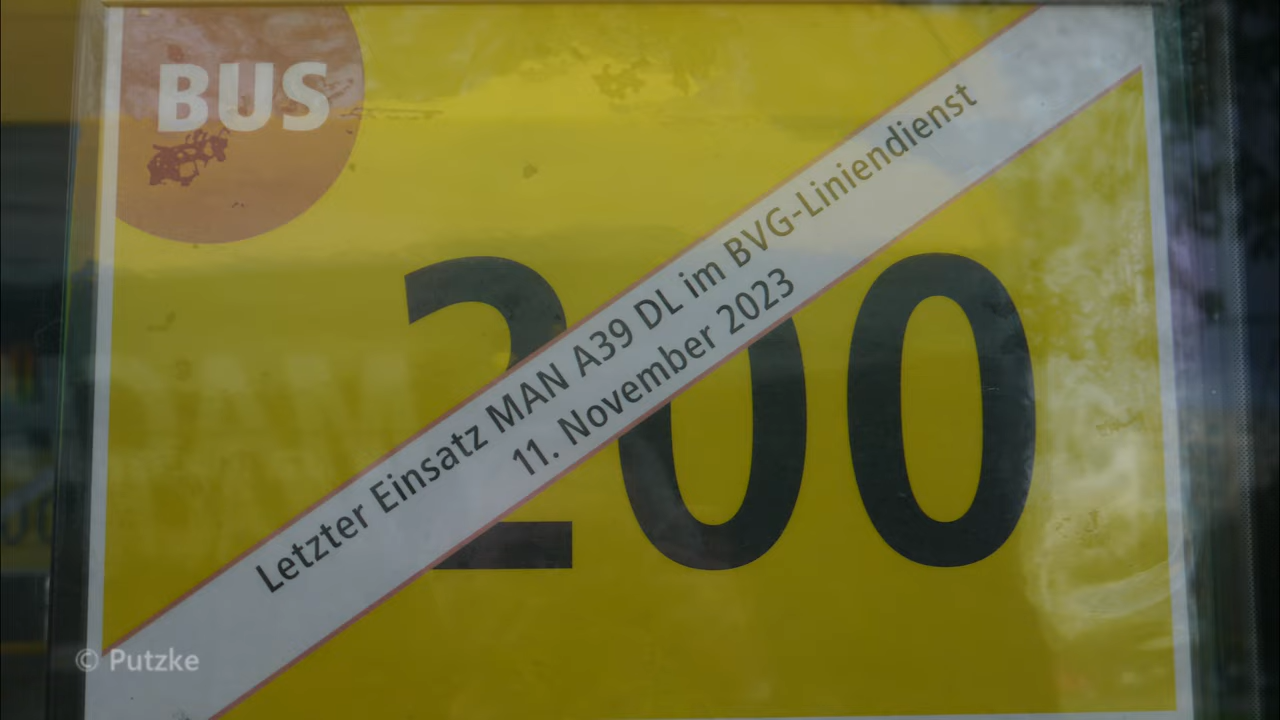 BUS
200
Letzter Einsatz MAN A39 DL im BVG-Liniendienst
11. November 2023
© Putzke